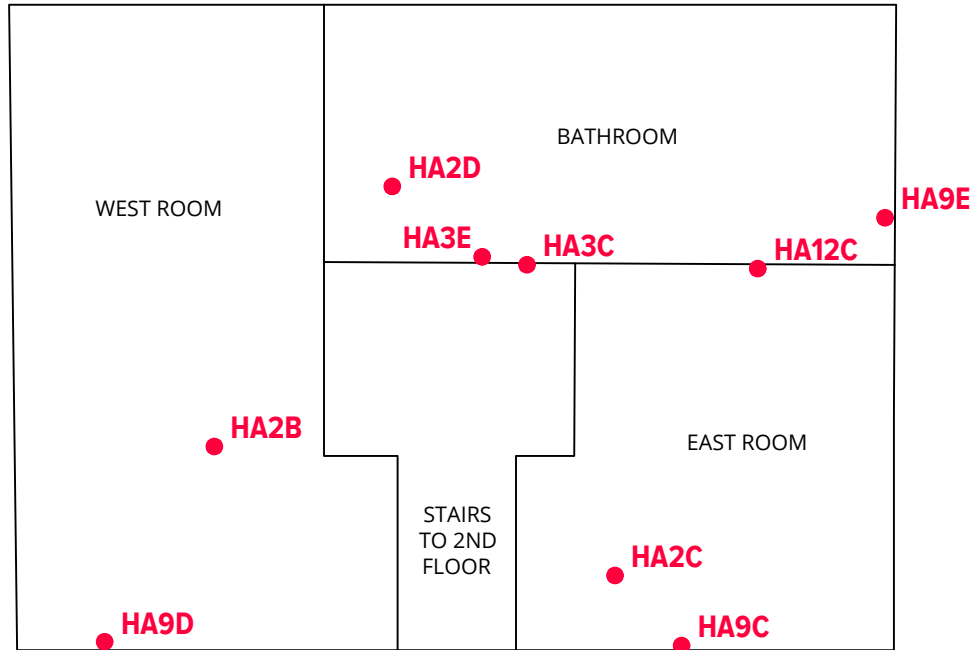 BATHROOM
HA2D
HA9E
WEST ROOM
HA3E
HA3C
HA12C
HA2B
EAST ROOM
STAIRS
TO 2ND
FLOOR
HA2C
HA9D
HA9C